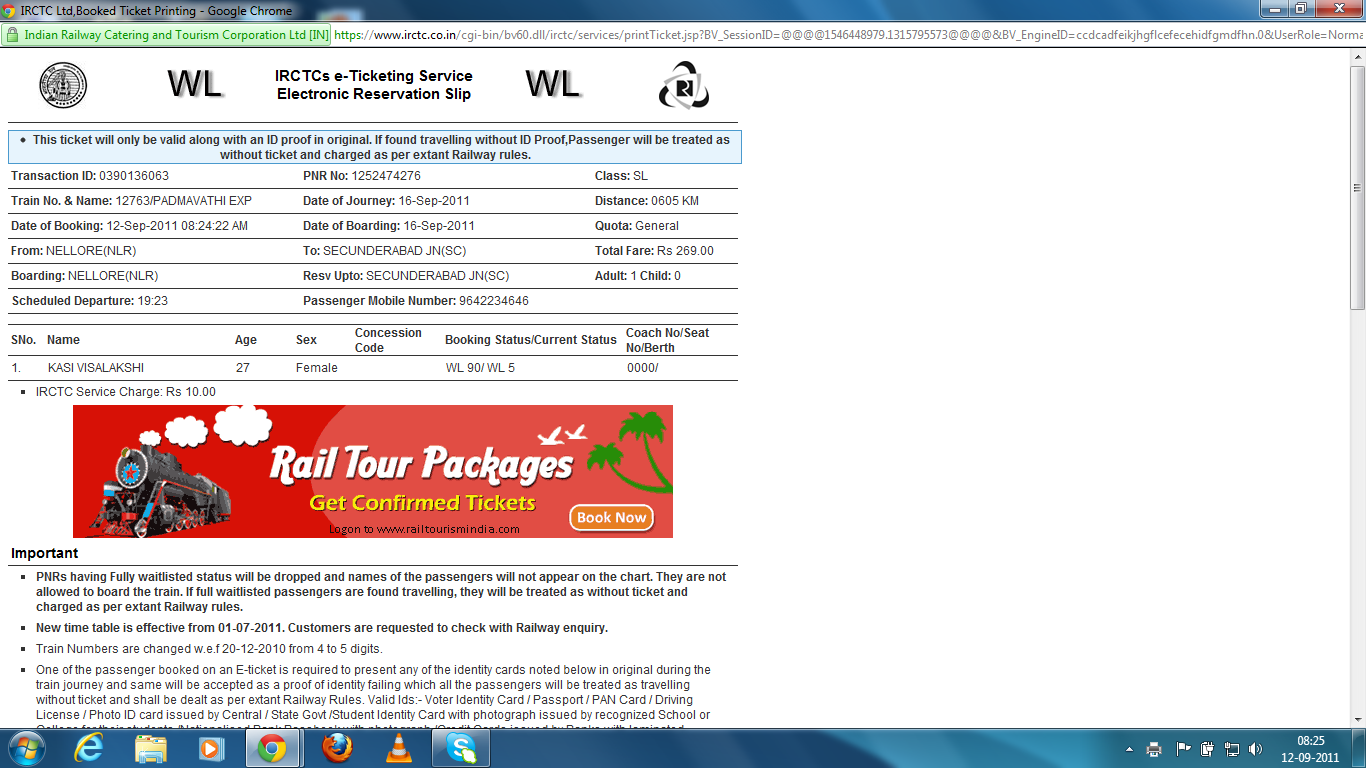 IRCTC Ltd,Booked Ticket Printing - Google Chrome
Indian Railway Catering and Tourism Corporation Ltd [IN] https://www.irctc.co.in/cgi-bin/bv60.dll/irctc/services/printTicket.jsp?BV_SessionID=@@@@1546448979.1315795573@@@@&BV_EngineID=ccdcadfeikjhgflcefecehidfgmdfhn.0&UserRole=Norma
WL IRCTCs e-Ticketing Service WL
Electronic Reservation Slip
• This ticket will only be valid along with an ID proof in original. If found travelling without ID Proof,Passenger will be treated as
without ticket and charged as per extant Railway rules.
Transaction ID: 0390136063 PNR No: 1252474276 Class: SL
Train No. & Name: 12763/PADMAVATHI EXP Date of Journey: 16-Sep-2011 Distance: 0605 KM
Date of Booking: 12-Sep-2011 08:24:22 AM Date of Boarding: 16-Sep-2011 Quota: General
From: NELLORE(NLR) To: SECUNDERABAD JN(SC) Total Fare: Rs 269.00
Boarding: NELLORE(NLR) Resv Upto: SECUNDERABAD JN(SC) Adult: 1 Child: 0
Scheduled Departure: 19:23 Passenger Mobile Number: 9642234646
SNo. Name Age Sex Concession Code Booking Status/Current Status Coach No/Seat No/Berth
1. KASI VISALAKSHI 27 Female WL 90/ WL 5 0000/
▪ IRCTC Service Charge: Rs 10.00
Rail Tour Packages
Get Confirmed Tickets
Book Now
Logon to www.railtourismindia.com
Important
▪ PNRs having Fully waitlisted status will be dropped and names of the passengers will not appear on the chart. They are not
allowed to board the train. If full waitlisted passengers are found travelling, they will be treated as without ticket and
charged as per extant Railway rules.
▪ New time table is effective from 01-07-2011. Customers are requested to check with Railway enquiry.
▪ Train Numbers are changed w.e.f 20-12-2010 from 4 to 5 digits.
▪ One of the passenger booked on an E-ticket is required to present any of the identity cards noted below in original during the
train journey and same will be accepted as a proof of identity failing which all the passengers will be treated as travelling
without ticket and shall be dealt as per extant Railway Rules. Valid Ids:- Voter Identity Card / Passport / PAN Card / Driving
License / Photo ID card issued by Central / State Govt /Student Identity Card with photograph issued by recognized School or
08:25
12-09-2011